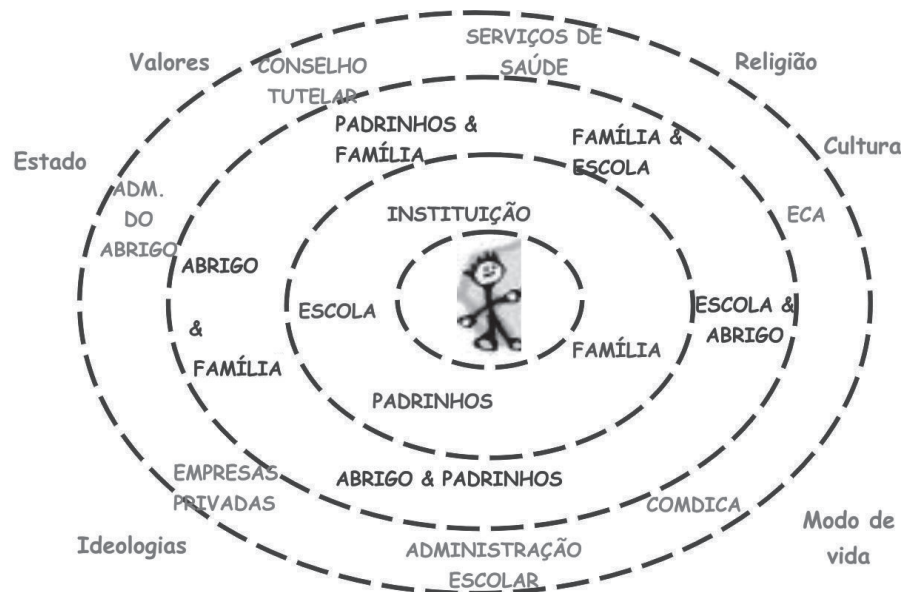 Valores
CONSELHO
TUTELAR
SERVIÇOS DE
SAÚDE
Religião
PADRINHOS &
FAMÍLIA
FAMÍLIA &
ESCOLA
Cultura
Estado
ADM.
DO
ABRIGO
INSTITUIÇÃO
ECA
ABRIGO
&
FAMÍLIA
ESCOLA
FAMÍLIA
ESCOLA &
ABRIGO
PADRINHOS
EMPRESAS
PRIVADAS
ABRIGO & PADRINHOS
COMDICA
Modo de
vida
Ideologias
ADMINISTRAÇÃO
ESCOLAR